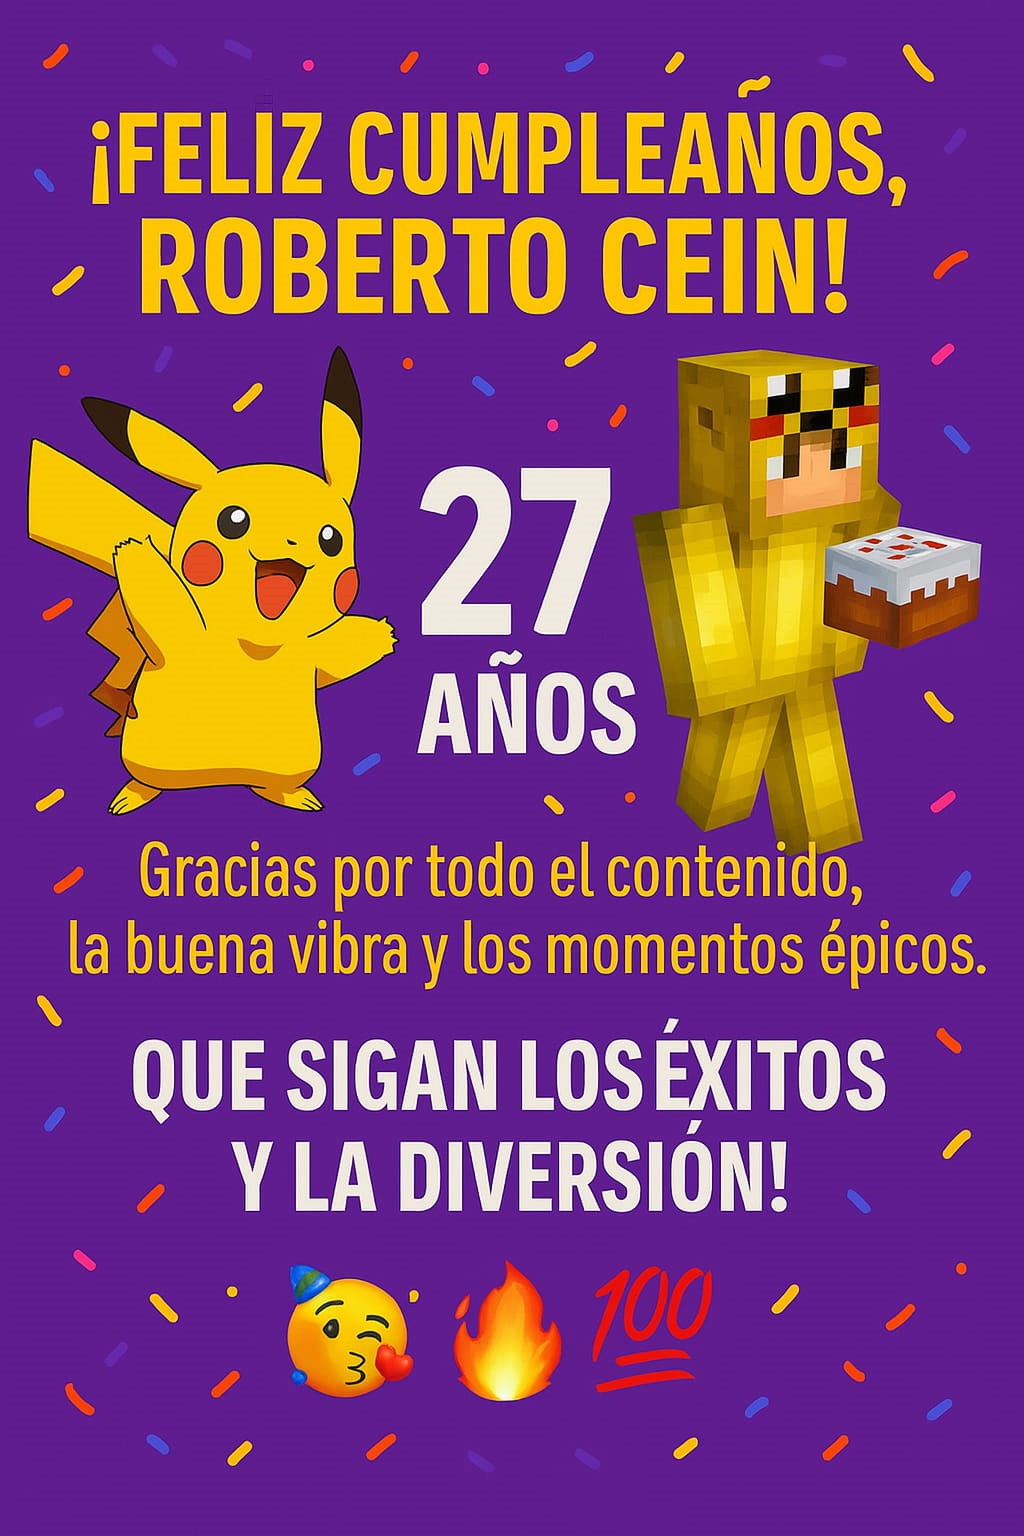 ¡FELIZ CUMPLEAÑOS,
ROBERTO CEIN!
27
AÑOS
Gracias por todo el contenido,
la buena vibra y los momentos épicos.
QUE SIGAN LOS ÉXITOS
Y LA DIVERSIÓN!
100